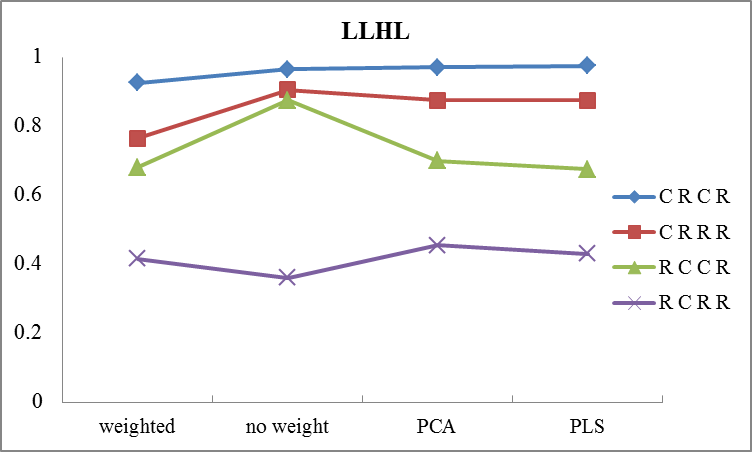 LLHL
1
0.8
0.6
0.4
0.2
0
weighted
no weight
PCA
PLS
C R C R
C R R R
R C C R
R C R R